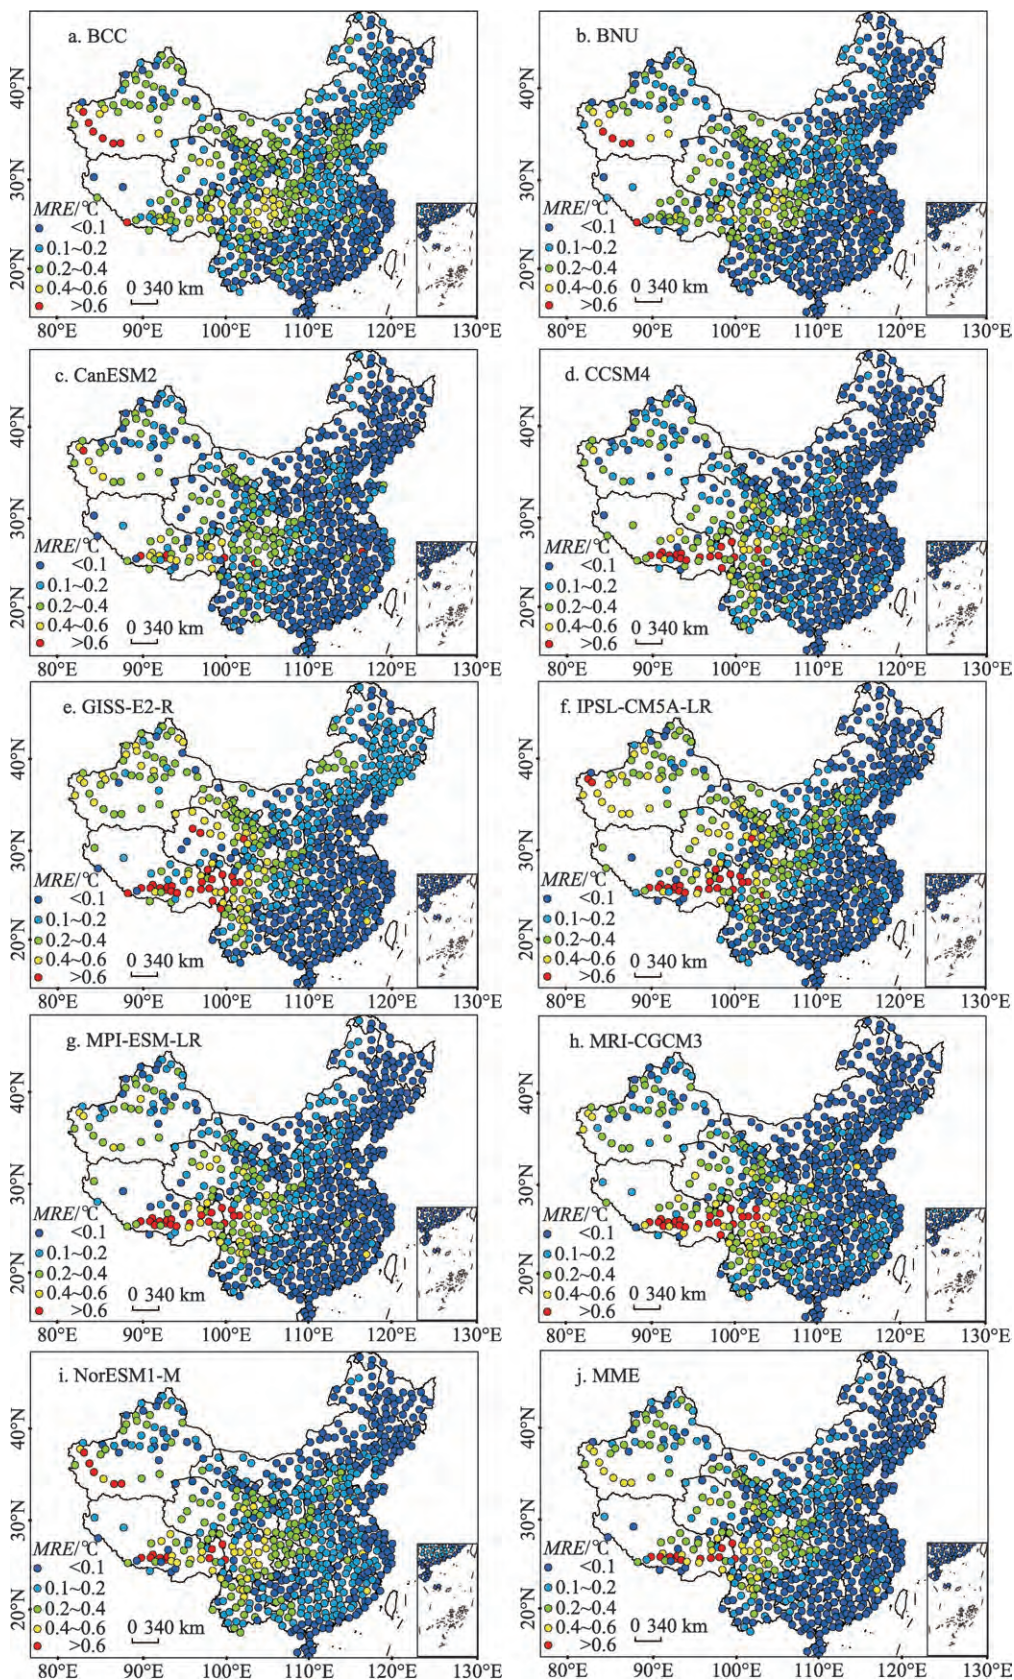 a. BCC
40°N
30°N
20°N
MRE/℃
<0.1
0.1~0.2
0.2~0.4
0.4~0.6
>0.6
0 340 km
80°E 90°E 100°E 110°E 120°E 130°E
b. BNU
40°N
30°N
20°N
MRE/℃
<0.1
0.1~0.2
0.2~0.4
0.4~0.6
>0.6
0 340 km
80°E 90°E 100°E 110°E 120°E 130°E
c. CanESM2
40°N
30°N
20°N
MRE/℃
<0.1
0.1~0.2
0.2~0.4
0.4~0.6
>0.6
0 340 km
80°E 90°E 100°E 110°E 120°E 130°E
d. CCSM4
40°N
30°N
20°N
MRE/℃
<0.1
0.1~0.2
0.2~0.4
0.4~0.6
>0.6
0 340 km
80°E 90°E 100°E 110°E 120°E 130°E
e. GISS-E2-R
40°N
30°N
20°N
MRE/℃
<0.1
0.1~0.2
0.2~0.4
0.4~0.6
>0.6
0 340 km
80°E 90°E 100°E 110°E 120°E 130°E
f. IPSL-CM5A-LR
40°N
30°N
20°N
MRE/℃
<0.1
0.1~0.2
0.2~0.4
0.4~0.6
>0.6
0 340 km
80°E 90°E 100°E 110°E 120°E 130°E
g. MPI-ESM-LR
40°N
30°N
20°N
MRE/℃
<0.1
0.1~0.2
0.2~0.4
0.4~0.6
>0.6
0 340 km
80°E 90°E 100°E 110°E 120°E 130°E
h. MRI-CGCM3
40°N
30°N
20°N
MRE/℃
<0.1
0.1~0.2
0.2~0.4
0.4~0.6
>0.6
0 340 km
80°E 90°E 100°E 110°E 120°E 130°E
i. NorESM1-M
40°N
30°N
20°N
MRE/℃
<0.1
0.1~0.2
0.2~0.4
0.4~0.6
>0.6
0 340 km
80°E 90°E 100°E 110°E 120°E 130°E
j. MME
40°N
30°N
20°N
MRE/℃
<0.1
0.1~0.2
0.2~0.4
0.4~0.6
>0.6
0 340 km
80°E 90°E 100°E 110°E 120°E 130°E